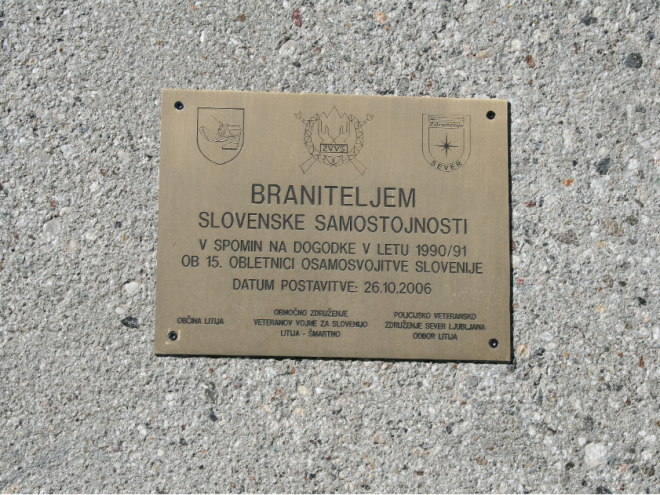 ZVVS
Združenje
SEVER
BRANITELJEM
SLOVENSKE SAMOSTOJNOSTI
V SPOMIN NA DOGODKE V LETU 1990/91
OB 15. OBLETNICI OSAMOSVOJITVE SLOVENIJE
DATUM POSTAVITVE: 26.10.2006
OBČINA LITIJA
OBMOČNO ZDRUŽENJE
VETERANOV VOJNE ZA SLOVENIJO
LITIJA - ŠMARTNO
POLICIJSKO VETERANSKO
ZDRUŽENJE SEVER LJUBLJANA
ODBOR LITIJA